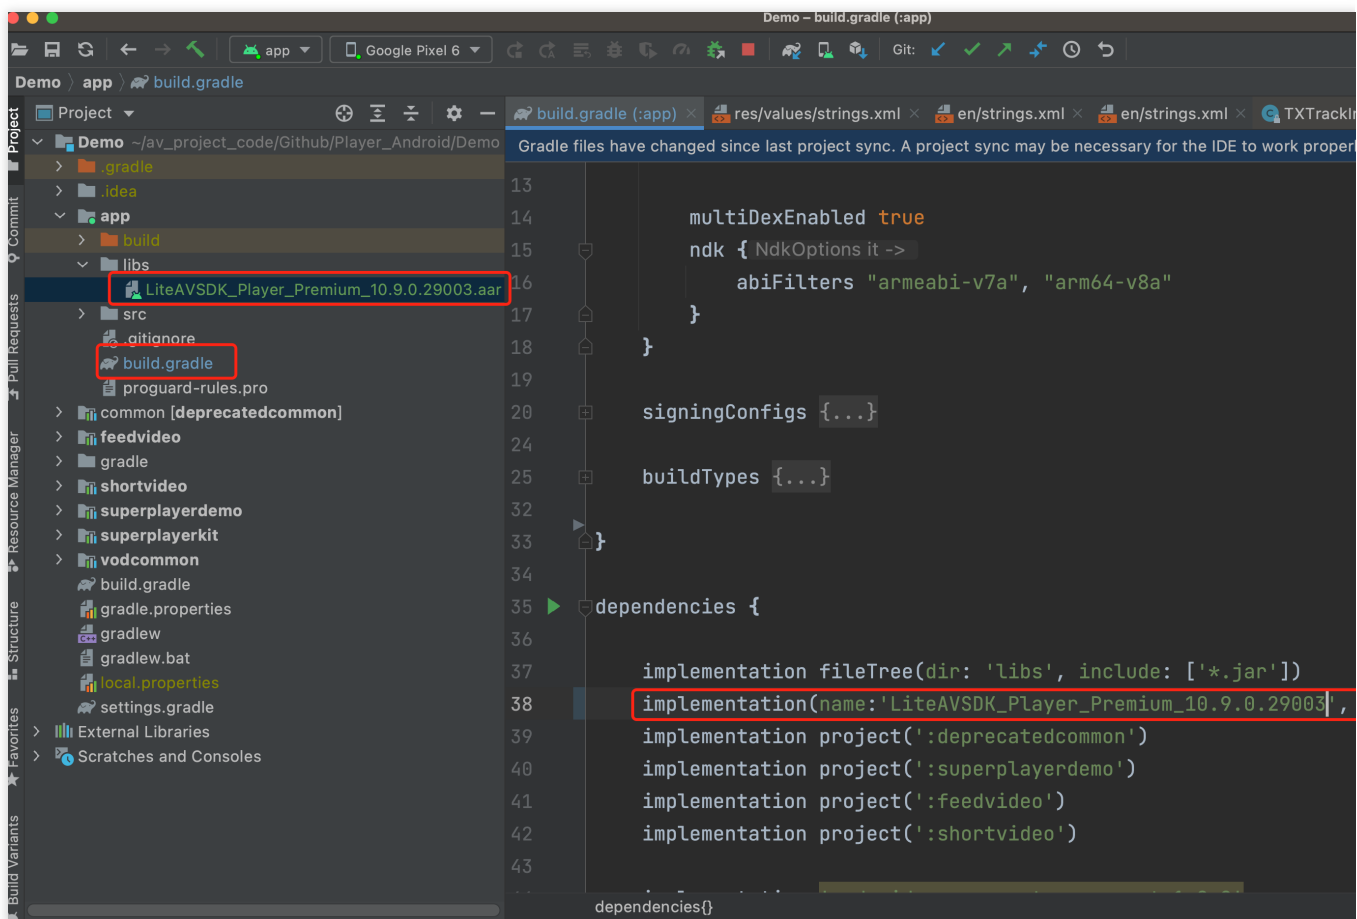 Demo – build.gradle (:app)
app
Google Pixel 6
Git:
Demo
app
build.gradle
Project
Project
Commit
Pull Requests
Resource Manager
Structure
Favorites
Build Variants
Demo ~/av_project_code/Github/Player_Android/Demo
.gradle
.idea
app
build
libs
LiteAVSDK_Player_Premium_10.9.0.29003.aar
src
.gitignore
build.gradle
proguard-rules.pro
common [deprecatedcommon]
feedvideo
gradle
shortvideo
superplayerdemo
superplayerkit
vodcommon
build.gradle
gradle.properties
C++
gradlew
gradlew.bat
local.properties
settings.gradle
External Libraries
Scratches and Consoles
build.gradle (:app)
res/values/strings.xml
en/strings.xml
en/strings.xml
C
TXTrackIn
Gradle files have changed since last project sync. A project sync may be necessary for the IDE to work properl
13
14 multiDexEnabled true
15 ndk { NdkOptions it ->
16 abiFilters "armeabi-v7a", "arm64-v8a"
17 }
18 }
19
20 signingConfigs {...}
24
25 buildTypes {...}
32
33 }
34
35 dependencies {
36
37 implementation fileTree(dir: 'libs', include: ['*.jar'])
38 implementation(name:'LiteAVSDK_Player_Premium_10.9.0.29003',
39 implementation project(':deprecatedcommon')
40 implementation project(':superplayerdemo')
41 implementation project(':feedvideo')
42 implementation project(':shortvideo')
43
dependencies{}